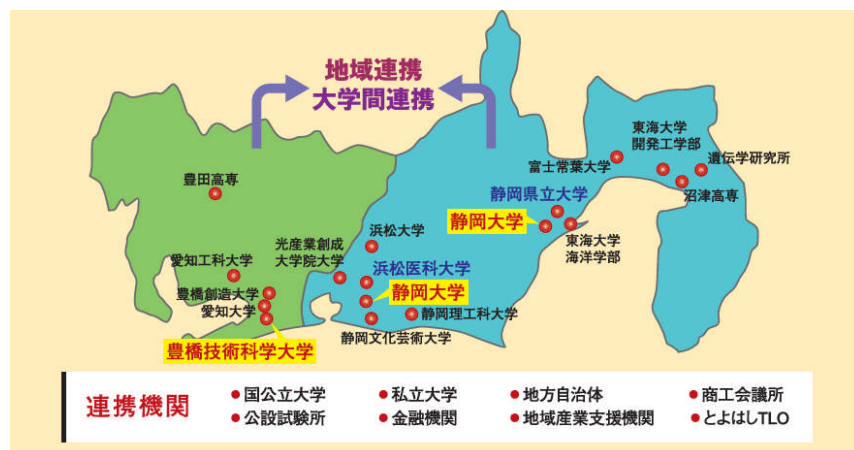 地域連携
大学間連携
東海大学
開発工学部
遺伝学研究所
富士常葉大学
沼津高専
豊田高専
静岡県立大学
静岡大学
東海大学
海洋学部
浜松大学
光産業創成
大学院大学
愛知工科大学
浜松医科大学
静岡大学
豊橋創造大学
愛知大学
静岡理工科大学
静岡文化芸術大学
豊橋技術科学大学
連携機関
国公立大学
私立大学
地方自治体
商工会議所
公設試験所
金融機関
地域産業支援機関
とよはしTLO